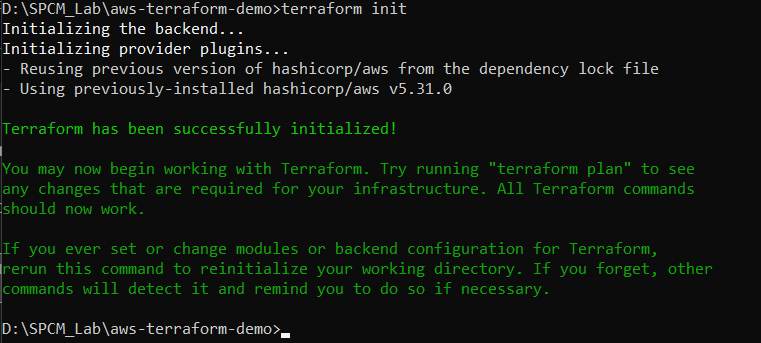 D:\SPCM_Lab\aws-terraform-demo>terraform init
Initializing the backend...
Initializing provider plugins...
- Reusing previous version of hashicorp/aws from the dependency lock file
- Using previously-installed hashicorp/aws v5.31.0
Terraform has been successfully initialized!
You may now begin working with Terraform. Try running "terraform plan" to see
any changes that are required for your infrastructure. All Terraform commands
should now work.
If you ever set or change modules or backend configuration for Terraform,
rerun this command to reinitialize your working directory. If you forget, other
commands will detect it and remind you to do so if necessary.
D:\SPCM_Lab\aws-terraform-demo>